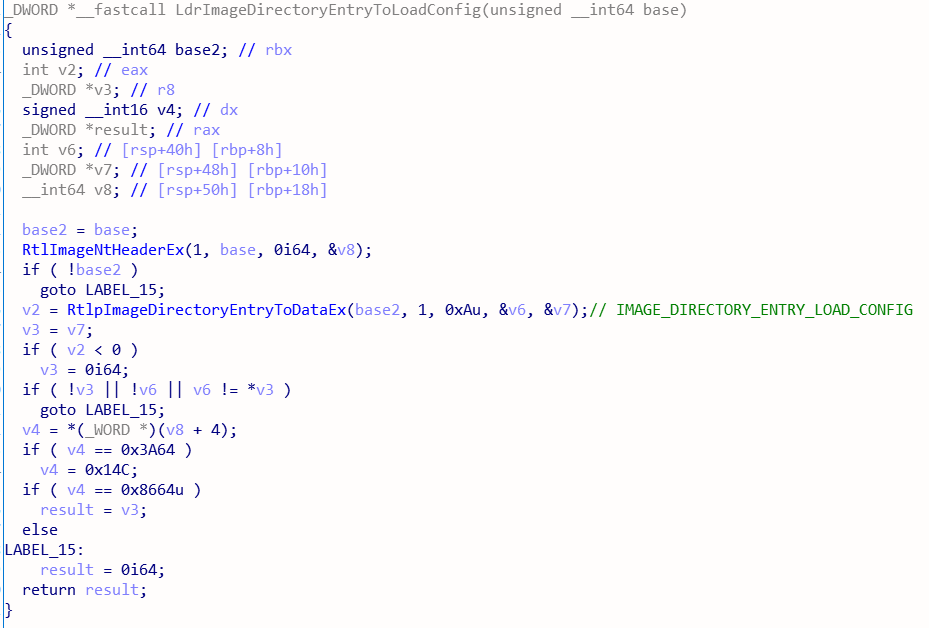 _DWORD *__fastcall LdrImageDirectoryEntryToLoadConfig(unsigned __int64 base)
{
  unsigned __int64 base2; // rbx
  int v2; // eax
  _DWORD *v3; // r8
  signed __int16 v4; // dx
  _DWORD *result; // rax
  int v6; // [rsp+40h] [rbp+8h]
  _DWORD *v7; // [rsp+48h] [rbp+10h]
  __int64 v8; // [rsp+50h] [rbp+18h]

  base2 = base;
  RtlImageNtHeaderEx(1, base, 0i64, &v8);
  if ( !base2 )
    goto LABEL_15;
  v2 = RtlpImageDirectoryEntryToDataEx(base2, 1, 0xAu, &v6, &v7);// IMAGE_DIRECTORY_ENTRY_LOAD_CONFIG
  v3 = v7;
  if ( v2 < 0 )
    v3 = 0i64;
  if ( !v3 || !v6 || v6 != *v3 )
    goto LABEL_15;
  v4 = *(_WORD *)(v8 + 4);
  if ( v4 == 0x3A64 )
    v4 = 0x14C;
  if ( v4 == 0x8664u )
    result = v3;
  else
LABEL_15:
    result = 0i64;
  return result;
}